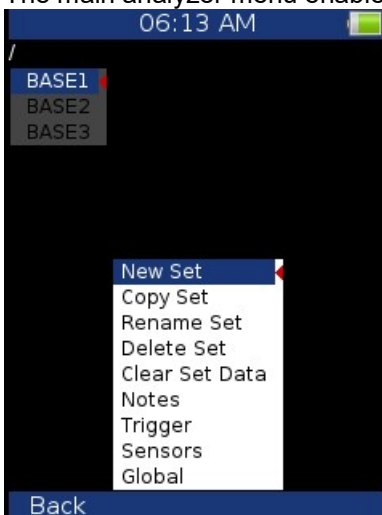 The main analyzer menu enable
06:13 AM
/
BASE1
BASE2
BASE3
New Set
Copy Set
Rename Set
Delete Set
Clear Set Data
Notes
Trigger
Sensors
Global
Back